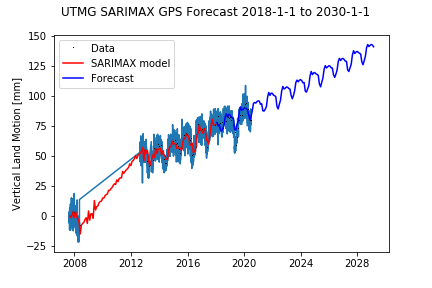 UTMG SARIMAX GPS Forecast 2018-1-1 to 2030-1-1
Data
SARIMAX model
Forecast
Vertical Land Motion [mm]
150
125
100
75
50
25
0
−25
2008
2012
2016
2020
2024
2028